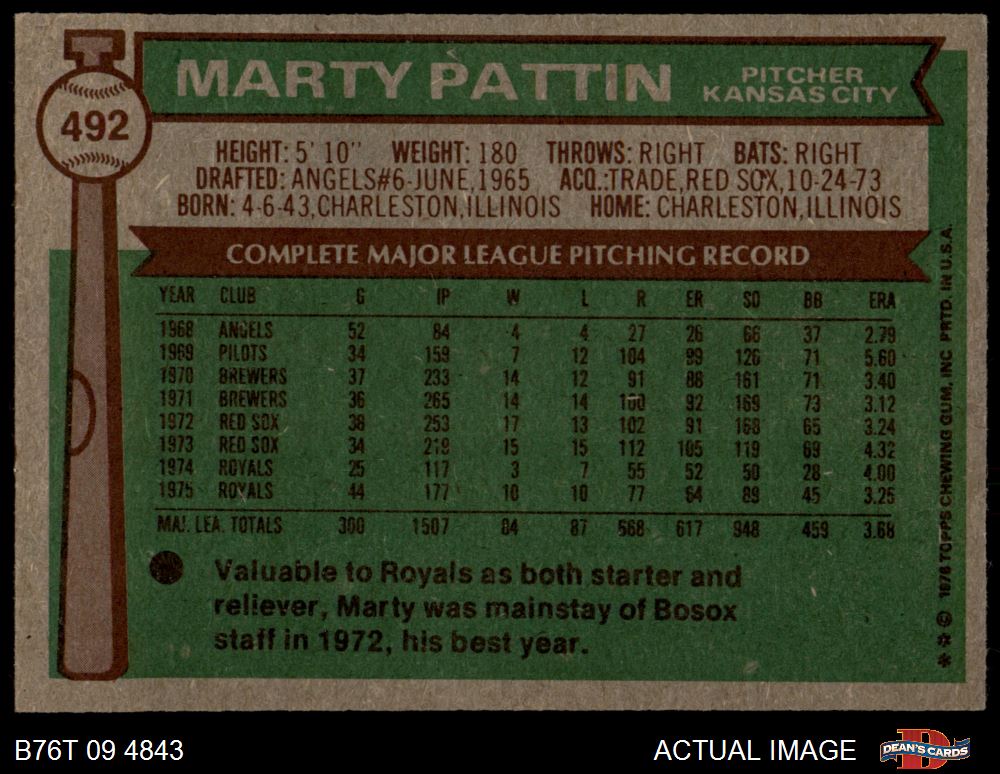 492
MARTY PATTIN
PITCHER
KANSAS CITY
HEIGHT: 5' 10" WEIGHT: 180 THROWS: RIGHT BATS: RIGHT
DRAFTED: ANGELS#6-JUNE,1965 ACQ.:TRADE,RED SOX,10-24-73
BORN: 4-6-43,CHARLESTON,ILLINOIS HOME: CHARLESTON,ILLINOIS
COMPLETE MAJOR LEAGUE PITCHING RECORD
YEAR CLUB G IP W L R ER SO BB ERA
1968 ANGELS 52 84 4 4 27 26 66 37 2.79
1969 PILOTS 34 159 7 12 104 99 126 71 5.60
1970 BREWERS 37 233 14 12 91 88 161 71 3.40
1971 BREWERS 36 265 14 14 100 92 169 73 3.12
1972 RED SOX 38 253 17 13 102 91 168 65 3.24
1973 RED SOX 34 219 15 15 112 105 119 69 4.32
1974 ROYALS 25 117 3 7 55 52 50 28 4.00
1975 ROYALS 44 177 10 10 77 64 89 45 3.25
MAJ. LEA. TOTALS 300 1507 84 87 668 617 948 459 3.68
Valuable to Royals as both starter and
reliever, Marty was mainstay of Bosox
staff in 1972, his best year.
** © 1976 TOPPS CHEWING GUM, INC PRTD. IN U.S.A.
B76T 09 4843
ACTUAL IMAGE
DEAN'S CARDS